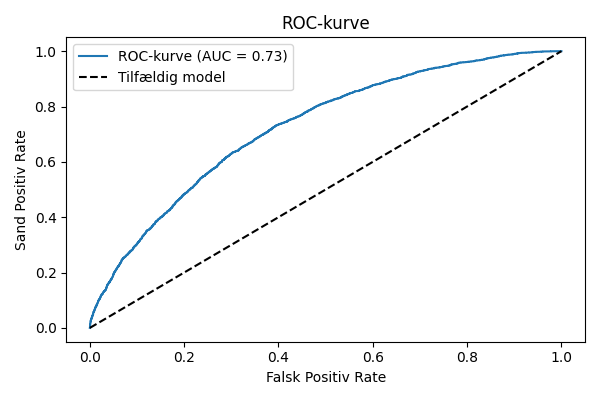 ROC-kurve
ROC-kurve (AUC = 0.73)
Tilfældig model
Sand Positiv Rate
1.0
0.8
0.6
0.4
0.2
0.0
0.0 0.2 0.4 0.6 0.8 1.0
Falsk Positiv Rate